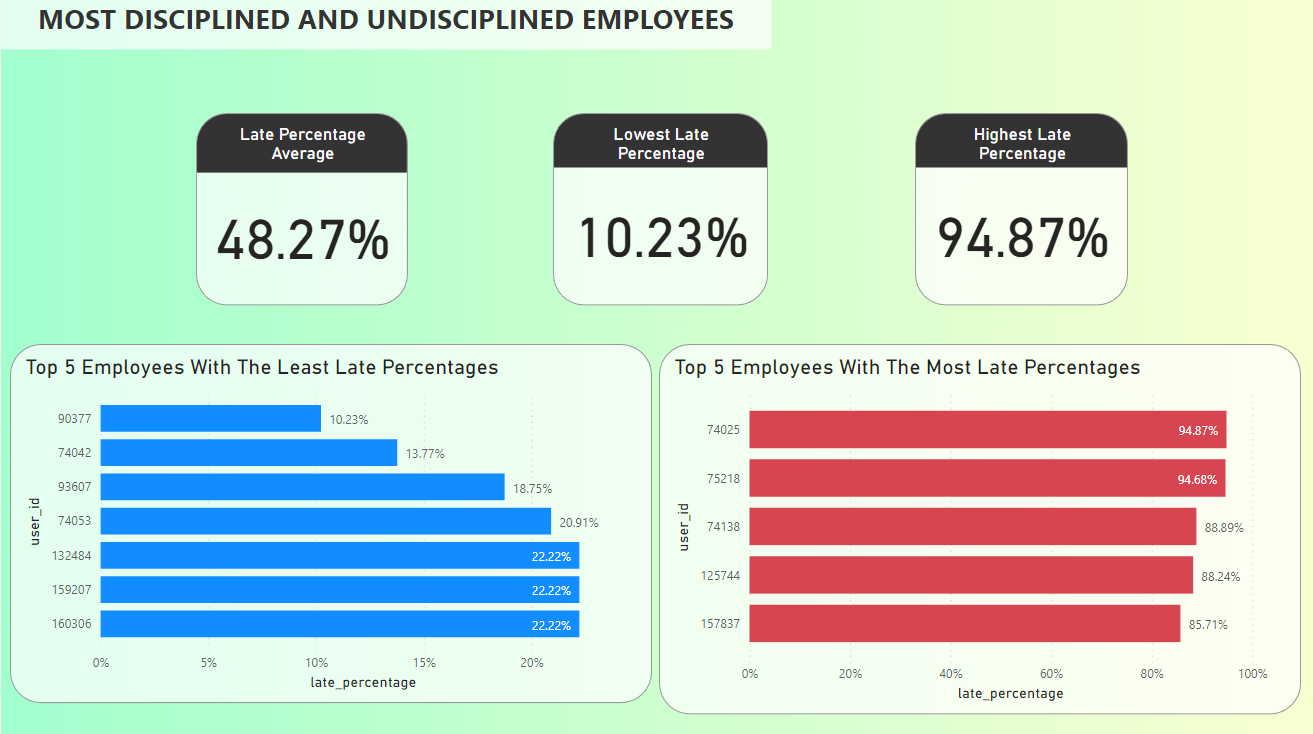 MOST DISCIPLINED AND UNDISCIPLINED EMPLOYEES
Late Percentage
Average
48.27%
Lowest Late
Percentage
10.23%
Highest Late
Percentage
94.87%
Top 5 Employees With The Least Late Percentages
user_id
90377 10.23%
74042 13.77%
93607 18.75%
74053 20.91%
132484 22.22%
159207 22.22%
160306 22.22%
0% 5% 10% 15% 20%
late_percentage
Top 5 Employees With The Most Late Percentages
user_id
74025 94.87%
75218 94.68%
74138 88.89%
125744 88.24%
157837 85.71%
0% 20% 40% 60% 80% 100%
late_percentage